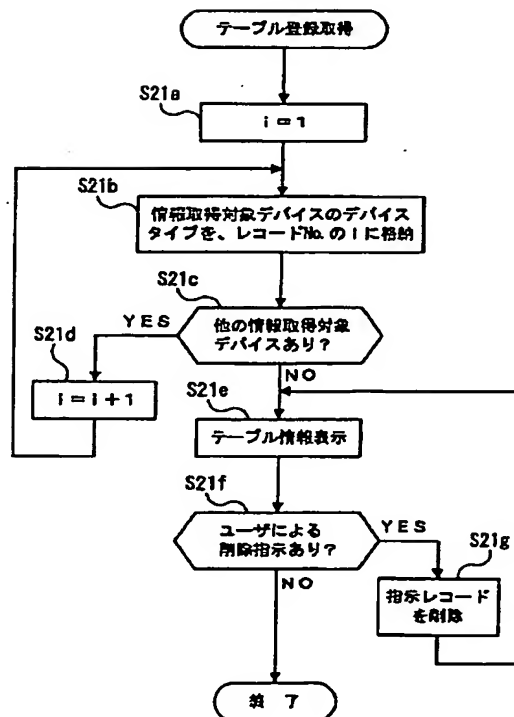 テーブル登録取得
S21a
i=1
S21b
情報取得対象デバイスのデバイス
タイプを、レコードNo.のiに格納
S21c
他の情報取得対象
デバイスあり?
YES
S21d
i=i+1
NO
S21e
テーブル情報表示
S21f
ユーザによる
削除指示あり?
YES
S21g
指示レコード
を削除
NO
終 了